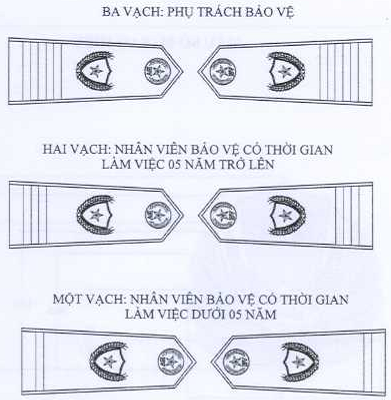 BA VẠCH: PHỤ TRÁCH BẢO VỆ
HAI VẠCH: NHÂN VIÊN BẢO VỆ CÓ THỜI GIAN
LÀM VIỆC 05 NĂM TRỞ LÊN
MỘT VẠCH: NHÂN VIÊN BẢO VỆ CÓ THỜI GIAN
LÀM VIỆC DƯỚI 05 NĂM